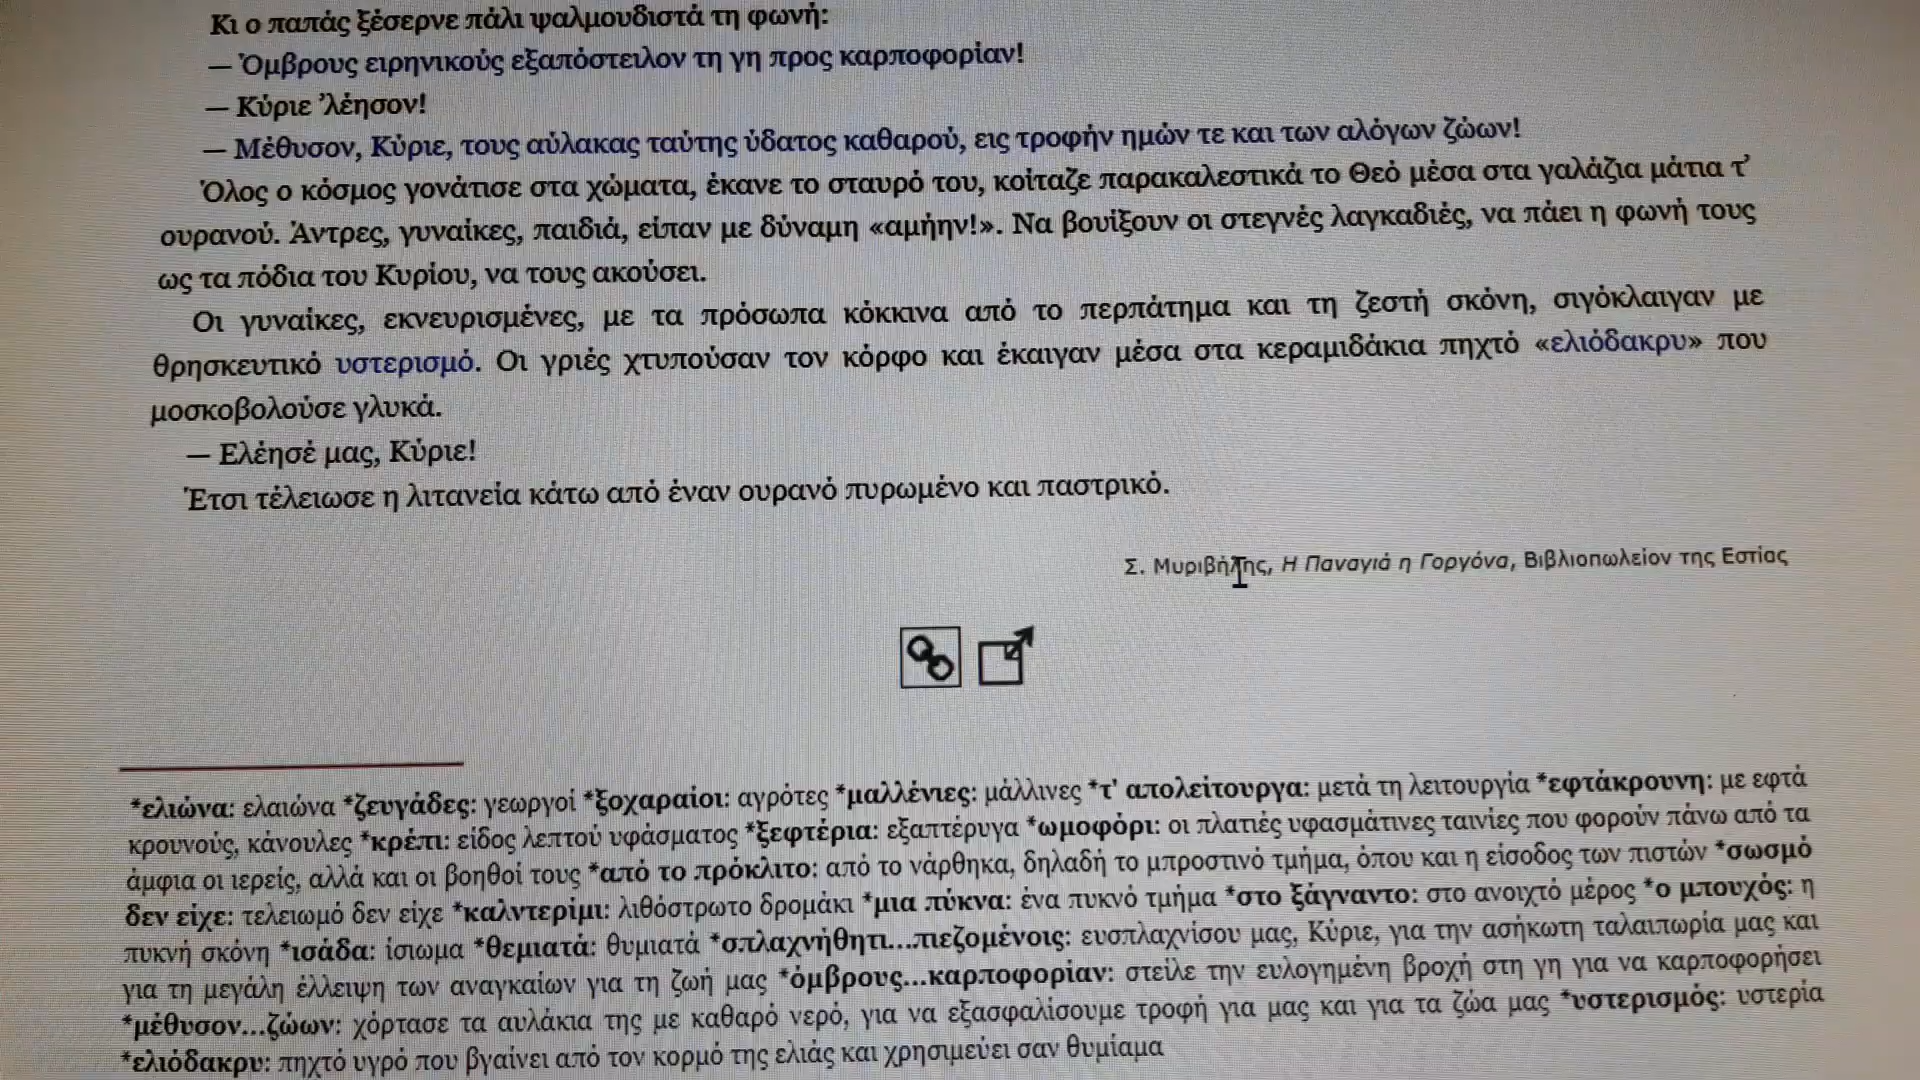 Κι ο παπάς ξέσερνε πάλι ψαλμουδιστά τη φωνή:
— Όμβρους ειρηνικούς εξαπόστειλον τη γη προς καρποφορίαν!
— Κύριε ’λέησον!
— Μέθυσον, Κύριε, τους αύλακας ταύτης ύδατος καθαρού, εις τροφήν ημών τε και των αλόγων ζώων!
Όλος ο κόσμος γονάτισε στα χώματα, έκανε το σταυρό του, κοίταζε παρακαλεστικά το Θεό μέσα στα γαλάζια μάτια τ’
ουρανού. Άντρες, γυναίκες, παιδιά, είπαν με δύναμη «αμήην!». Να βουίξουν οι στεγνές λαγκαδιές, να πάει η φωνή τους
ως τα πόδια του Κυρίου, να τους ακούσει.
Οι γυναίκες, εκνευρισμένες, με τα πρόσωπα κόκκινα από το περπάτημα και τη ζεστή σκόνη, σιγόκλαιγαν με
θρησκευτικό υστερισμό. Οι γριές χτυπούσαν τον κόρφο και έκαιγαν μέσα στα κεραμιδάκια πηχτό «ελιόδακρυ» που
μοσκοβολούσε γλυκά.
— Ελέησέ μας, Κύριε!
Έτσι τέλειωσε η λιτανεία κάτω από έναν ουρανό πυρωμένο και παστρικό.
Σ. Μυριβήλης, Η Παναγιά η Γοργόνα, Βιβλιοπωλείον της Εστίας
*ελιώνα: ελαιώνα *ζευγάδες: γεωργοί *ξοχαραίοι: αγρότες *μαλλένιες: μάλλινες *τ’ απολείτουργα: μετά τη λειτουργία *εφτάκρουνη: με εφτά
κρουνούς, κάνουλες *κρέπι: είδος λεπτού υφάσματος *ξεφτέρια: εξαπτέρυγα *ωμοφόρι: οι πλατιές υφασμάτινες ταινίες που φορούν πάνω από τα
άμφια οι ιερείς, αλλά και οι βοηθοί τους *από το πρόκλιτο: από το νάρθηκα, δηλαδή το μπροστινό τμήμα, όπου και η είσοδος των πιστών *σωσμό
δεν είχε: τελειωμό δεν είχε *καλντερίμι: λιθόστρωτο δρομάκι *μια πύκνα: ένα πυκνό τμήμα *στο ξάγναντο: στο ανοιχτό μέρος *ο μπουχός: η
πυκνή σκόνη *ισάδα: ίσιωμα *θεμιατά: θυμιατά *σπλαχνήθητι...πιεζομένοις: ευσπλαχνίσου μας, Κύριε, για την ασήκωτη ταλαιπωρία μας και
για τη μεγάλη έλλειψη των αναγκαίων για τη ζωή μας *όμβρους...καρποφορίαν: στείλε την ευλογημένη βροχή στη γη για να καρποφορήσει
*μέθυσον...ζώων: χόρτασε τα αυλάκια της με καθαρό νερό, για να εξασφαλίσουμε τροφή για μας και για τα ζώα μας *υστερισμός: υστερία
*ελιόδακρυ: πηχτό υγρό που βγαίνει από τον κορμό της ελιάς και χρησιμεύει σαν θυμίαμα